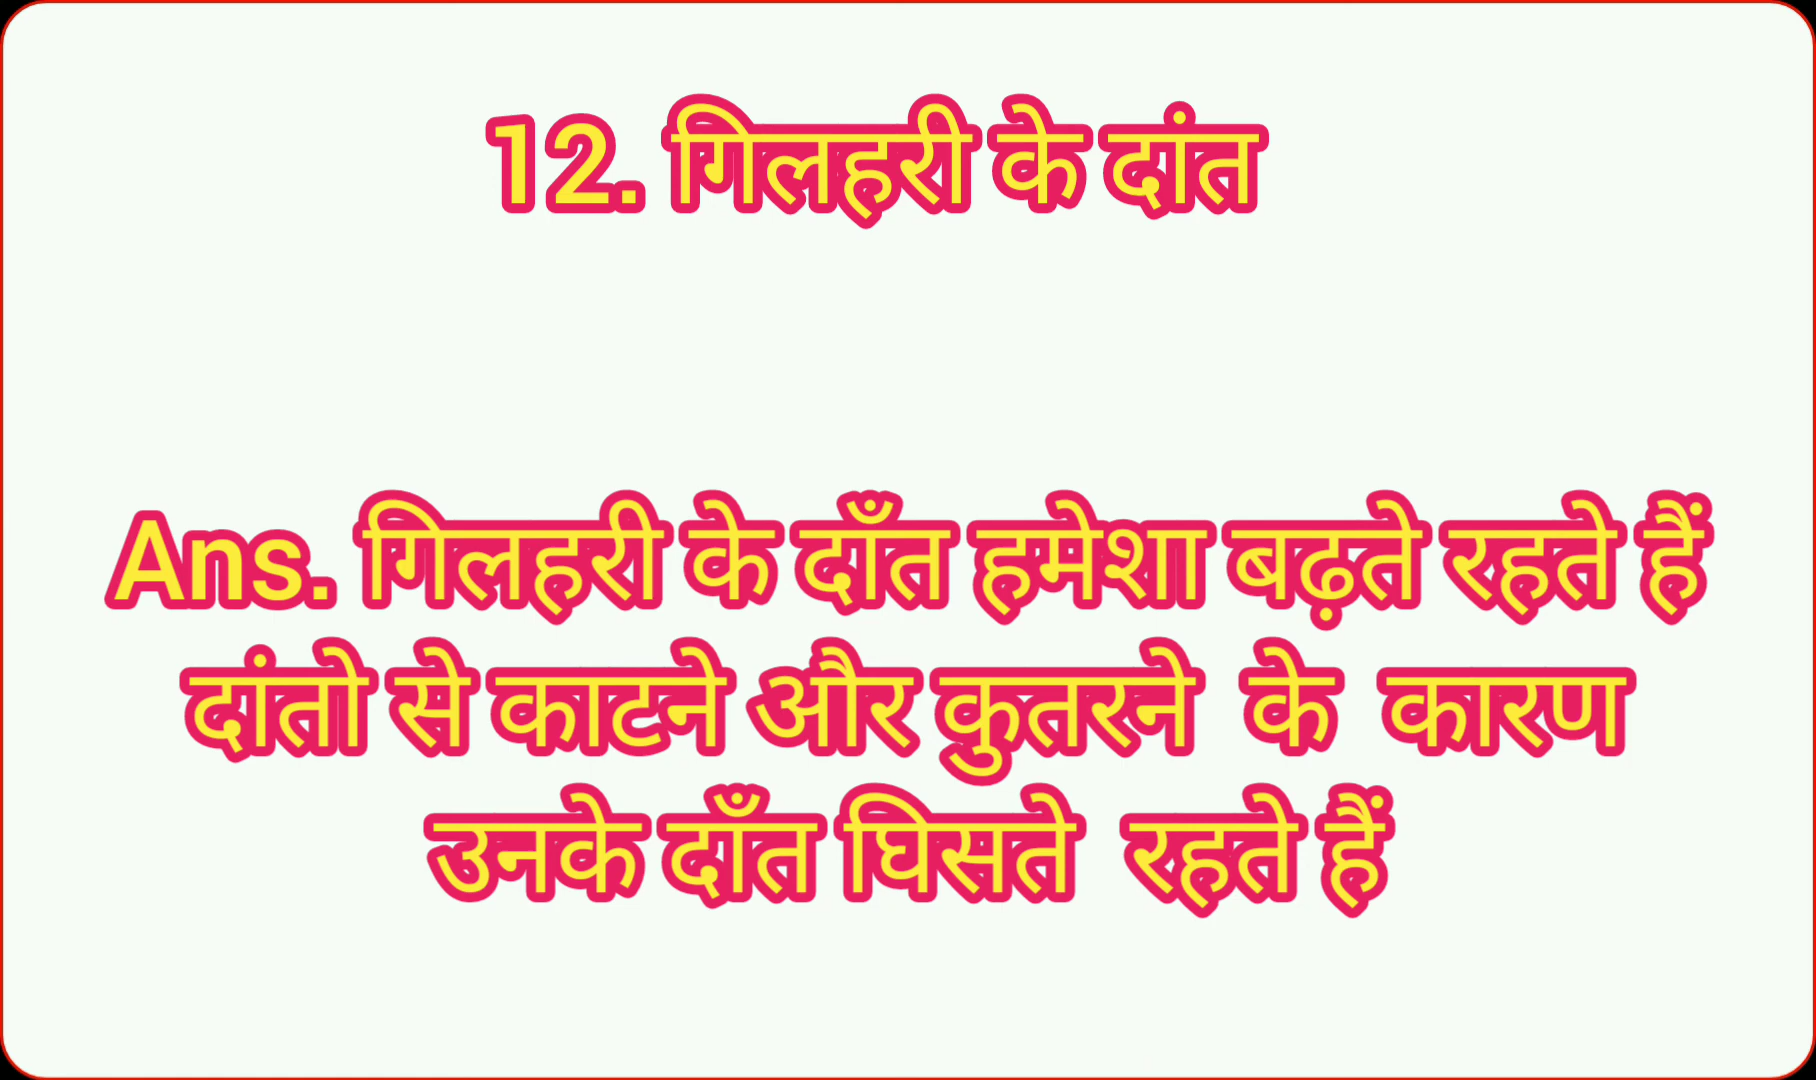 12. गिलहरी के दांत
Ans. गिलहरी के दाँत हमेशा बढ़ते रहते हैं
दांतो से काटने और कुतरने के कारण
उनके दाँत घिसते रहते हैं